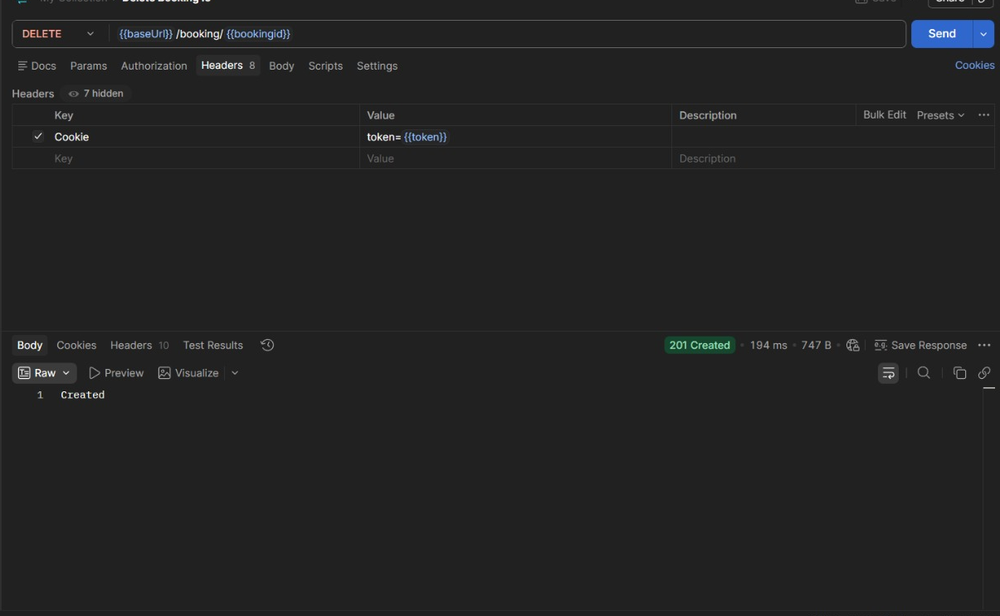 DELETE {{baseUrl}} /booking/ {{bookingid}} Send
Docs Params Authorization Headers 8 Body Scripts Settings Cookies
Headers 7 hidden
Key Value Description Bulk Edit Presets
Cookie token= {{token}}
Key Value Description
Body Cookies Headers 10 Test Results 201 Created 194 ms 747 B e.g. Save Response
Raw Preview Visualize
1 Created